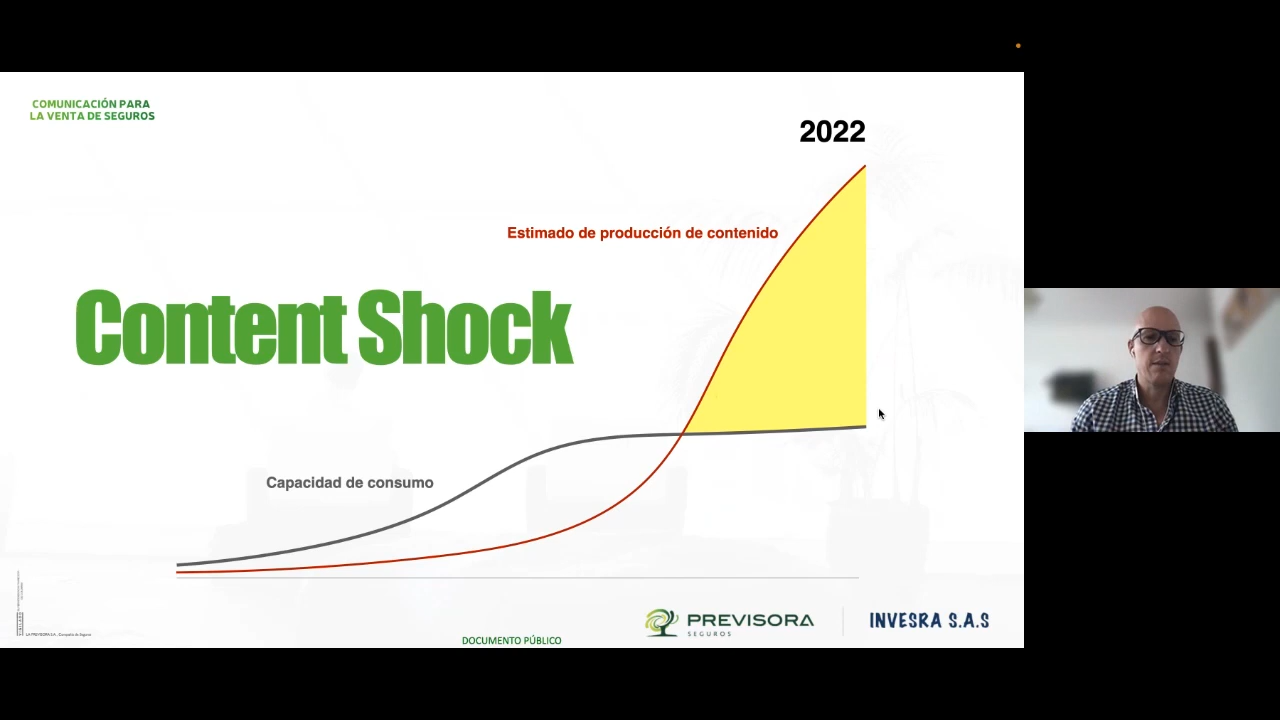 COMUNICACIÓN PARA
LA VENTA DE SEGUROS
2022
Estimado de producción de contenido
Content Shock
Capacidad de consumo
PREVISORA
SEGUROS
INVESRA S.A.S
DOCUMENTO PÚBLICO